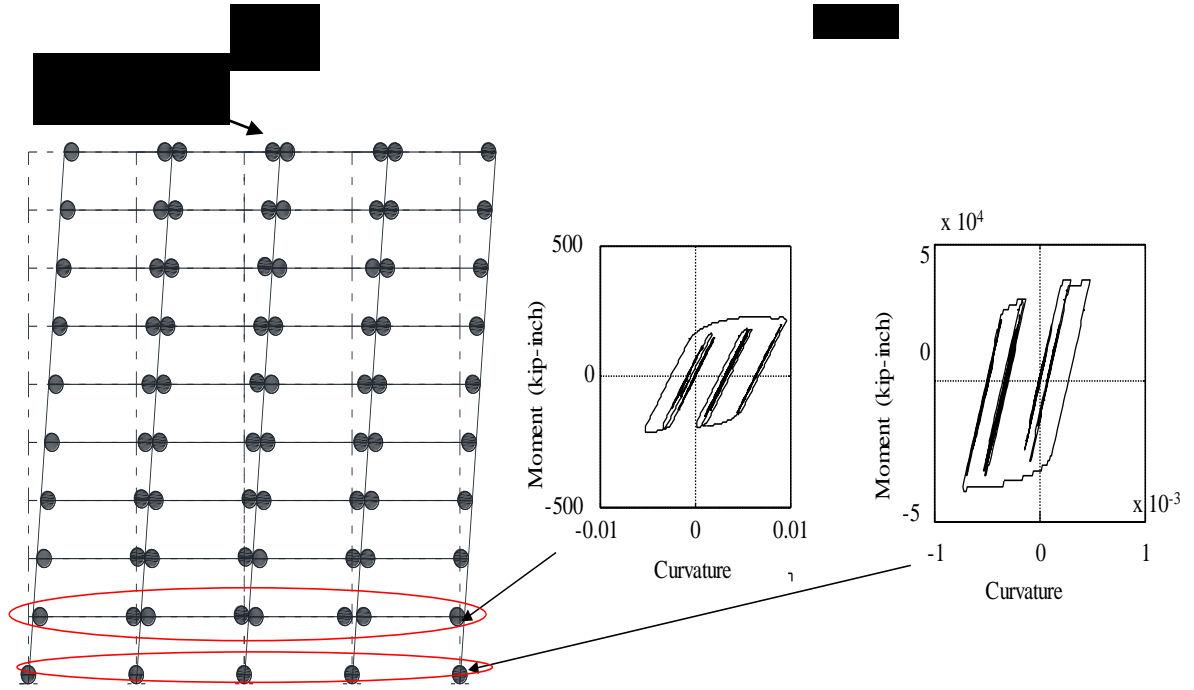 500
0
-500
-0.01
0
0.01
Moment (kip-inch)
Curvature
x 10^4
5
0
-5
-1
0
1
x 10^-3
Moment (kip-inch)
Curvature